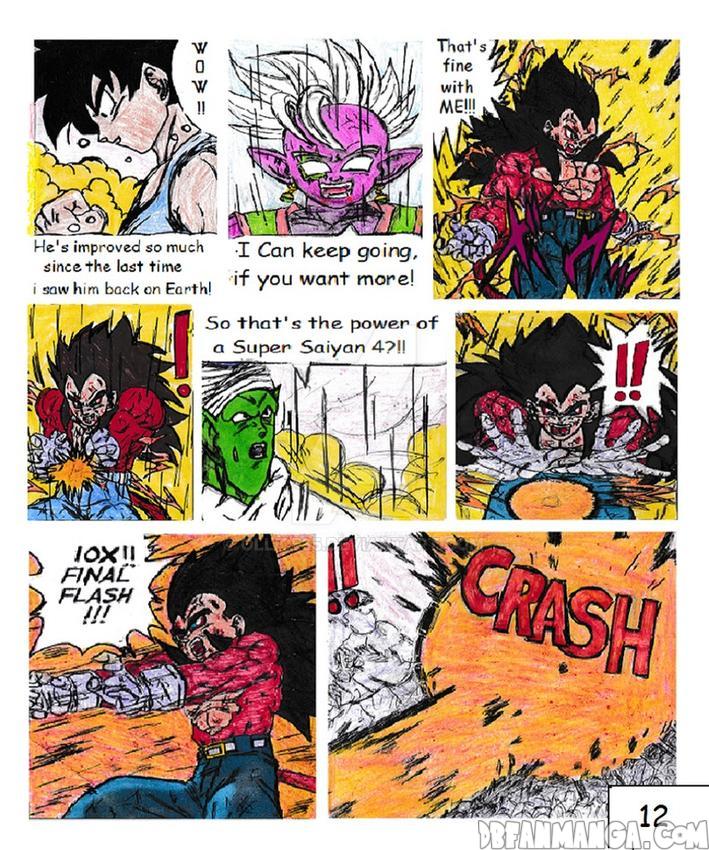 WOW!!
He's improved so much
since the last time
i saw him back on Earth!
I Can keep going,
if you want more!
That's
fine
with
ME!!!
!
So that's the power of
a Super Saiyan 4?!!
!!
10X!!
FINAL
FLASH
!!!
!!
CRASH
12
DBFANMANGA.COM